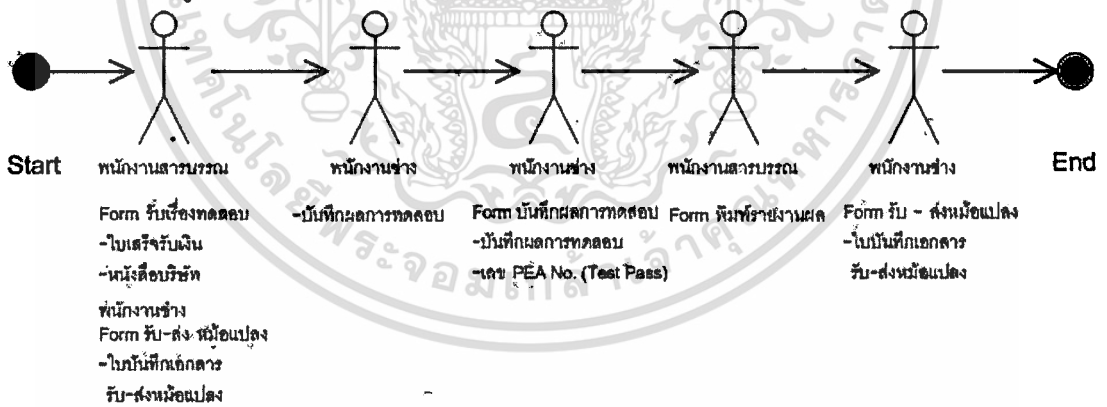 Start
พนักงานสารบรรณ
Form รับเรื่องทดสอบ
-ใบเสร็จรับเงิน
-หนังสือบริษัท
พนักงานช่าง
Form รับ-ส่ง หม้อแปลง
-ใบบันทึกเอกสาร
รับ-ส่งหม้อแปลง
พนักงานช่าง
-บันทึกผลการทดสอบ
พนักงานช่าง
Form บันทึกผลการทดสอบ
-บันทึกผลการทดสอบ
-เลข PEA No. (Test Pass)
พนักงานสารบรรณ
Form พิมพ์รายงานผล
พนักงานช่าง
Form รับ - ส่งหม้อแปลง
-ใบบันทึกเอกสาร
รับ-ส่งหม้อแปลง
End